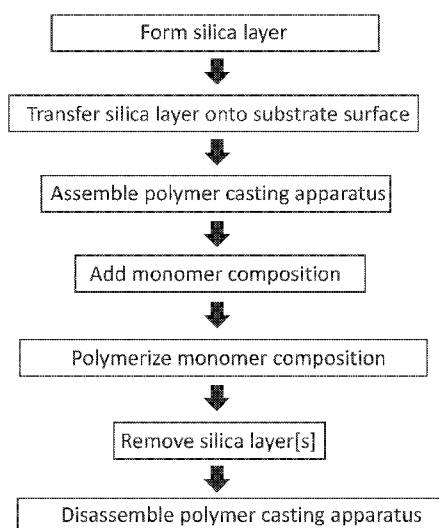 Form silica layer
Transfer silica layer onto substrate surface
Assemble polymer casting apparatus
Add monomer composition
Polymerize monomer composition
Remove silica layer[s]
Disassemble polymer casting apparatus